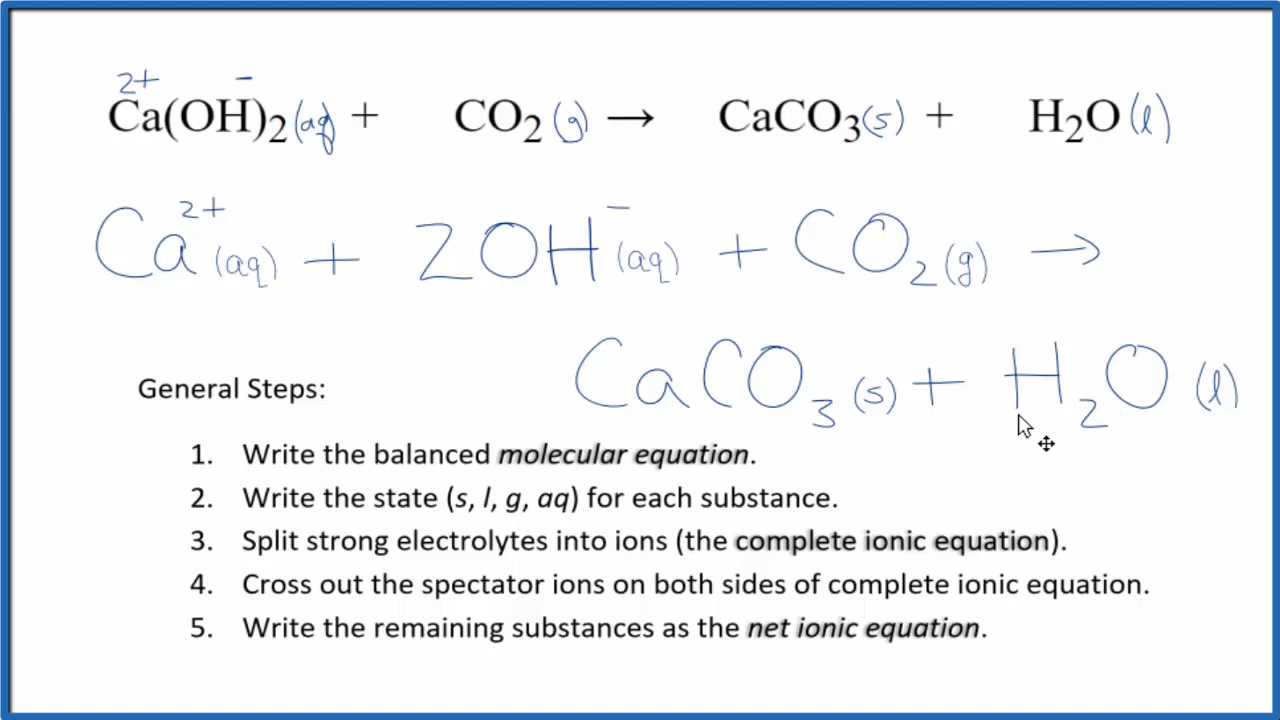 2+ −
Ca(OH)₂(aq) + CO₂(g) → CaCO₃(s) + H₂O(l)
Ca²⁺(aq) + 2OH⁻(aq) + CO₂(g) →
CaCO₃(s) + H₂O(l)
General Steps:
1. Write the balanced molecular equation.
2. Write the state (s, l, g, aq) for each substance.
3. Split strong electrolytes into ions (the complete ionic equation).
4. Cross out the spectator ions on both sides of complete ionic equation.
5. Write the remaining substances as the net ionic equation.